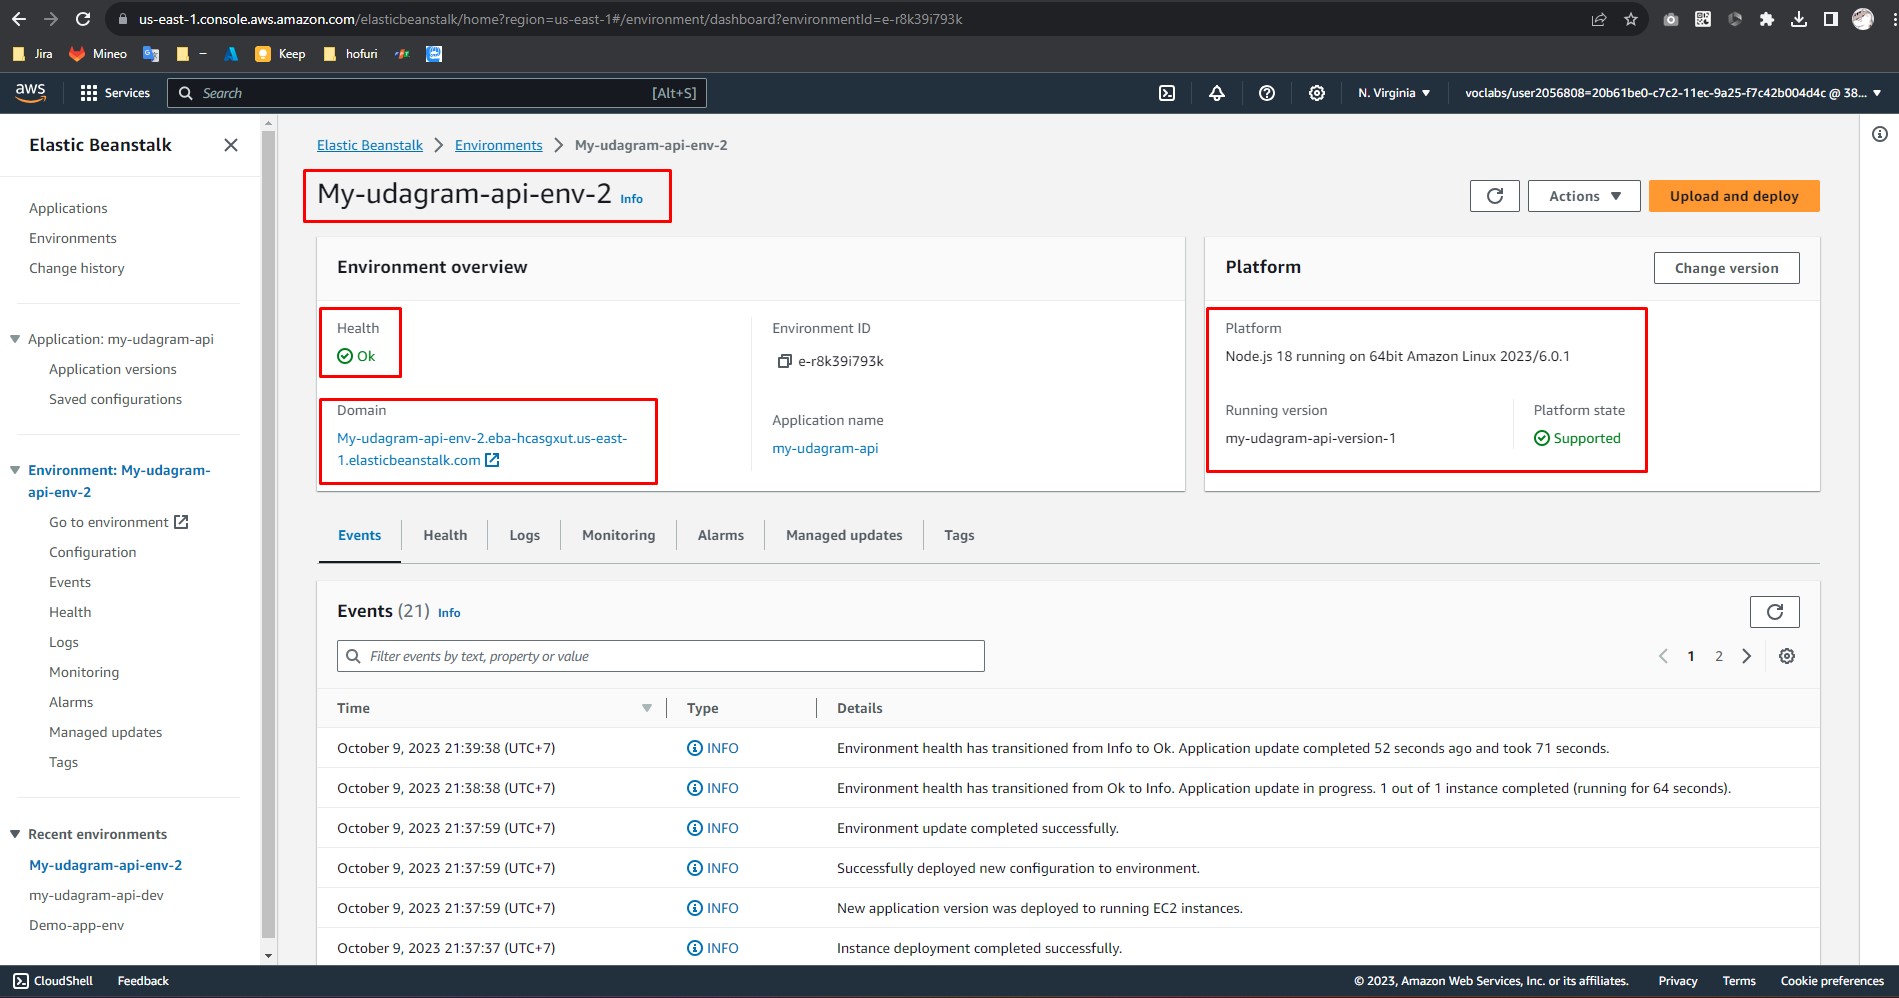 us-east-1.console.aws.amazon.com/elasticbeanstalk/home?region=us-east-1#/environment/dashboard?environmentId=e-r8k39i793k
Jira
Mineo
–
Keep
hofuri
aws
Services
Search
[Alt+S]
N. Virginia
voclabs/user2056808=20b61be0-c7c2-11ec-9a25-f7c42b004d4c @ 38...
Elastic Beanstalk
Applications
Environments
Change history
Application: my-udagram-api
Application versions
Saved configurations
Environment: My-udagram-
api-env-2
Go to environment
Configuration
Events
Health
Logs
Monitoring
Alarms
Managed updates
Tags
Recent environments
My-udagram-api-env-2
my-udagram-api-dev
Demo-app-env
Elastic Beanstalk
Environments
My-udagram-api-env-2
My-udagram-api-env-2 Info
Actions
Upload and deploy
Environment overview
Health
Ok
Domain
My-udagram-api-env-2.eba-hcasgxut.us-east-
1.elasticbeanstalk.com
Environment ID
e-r8k39i793k
Application name
my-udagram-api
Platform
Change version
Platform
Node.js 18 running on 64bit Amazon Linux 2023/6.0.1
Running version
my-udagram-api-version-1
Platform state
Supported
Events
Health
Logs
Monitoring
Alarms
Managed updates
Tags
Events (21) Info
Filter events by text, property or value
1
2
Time
Type
Details
October 9, 2023 21:39:38 (UTC+7) INFO Environment health has transitioned from Info to Ok. Application update completed 52 seconds ago and took 71 seconds.
October 9, 2023 21:38:38 (UTC+7) INFO Environment health has transitioned from Ok to Info. Application update in progress. 1 out of 1 instance completed (running for 64 seconds).
October 9, 2023 21:37:59 (UTC+7) INFO Environment update completed successfully.
October 9, 2023 21:37:59 (UTC+7) INFO Successfully deployed new configuration to environment.
October 9, 2023 21:37:59 (UTC+7) INFO New application version was deployed to running EC2 instances.
October 9, 2023 21:37:37 (UTC+7) INFO Instance deployment completed successfully.
CloudShell
Feedback
© 2023, Amazon Web Services, Inc. or its affiliates.
Privacy
Terms
Cookie preferences